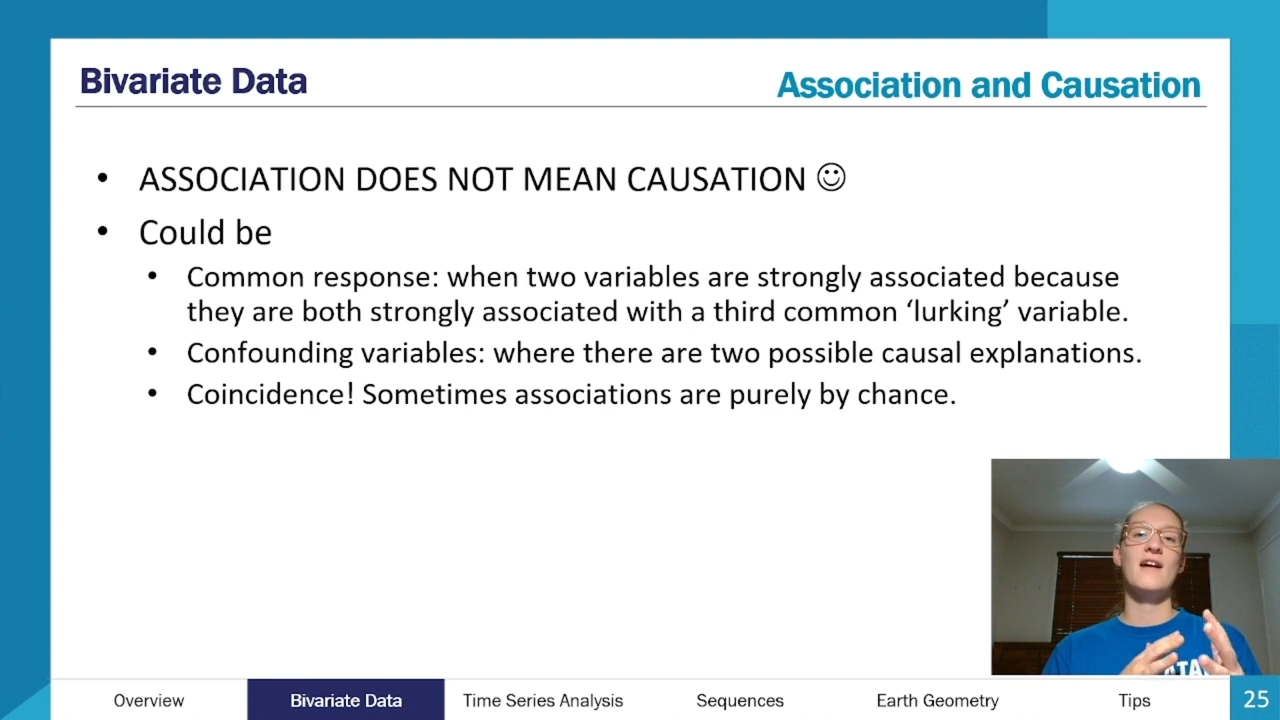 Bivariate Data
Association and Causation
• ASSOCIATION DOES NOT MEAN CAUSATION ☺
• Could be
• Common response: when two variables are strongly associated because
they are both strongly associated with a third common ‘lurking’ variable.
• Confounding variables: where there are two possible causal explanations.
• Coincidence! Sometimes associations are purely by chance.
Overview
Bivariate Data
Time Series Analysis
Sequences
Earth Geometry
Tips
25